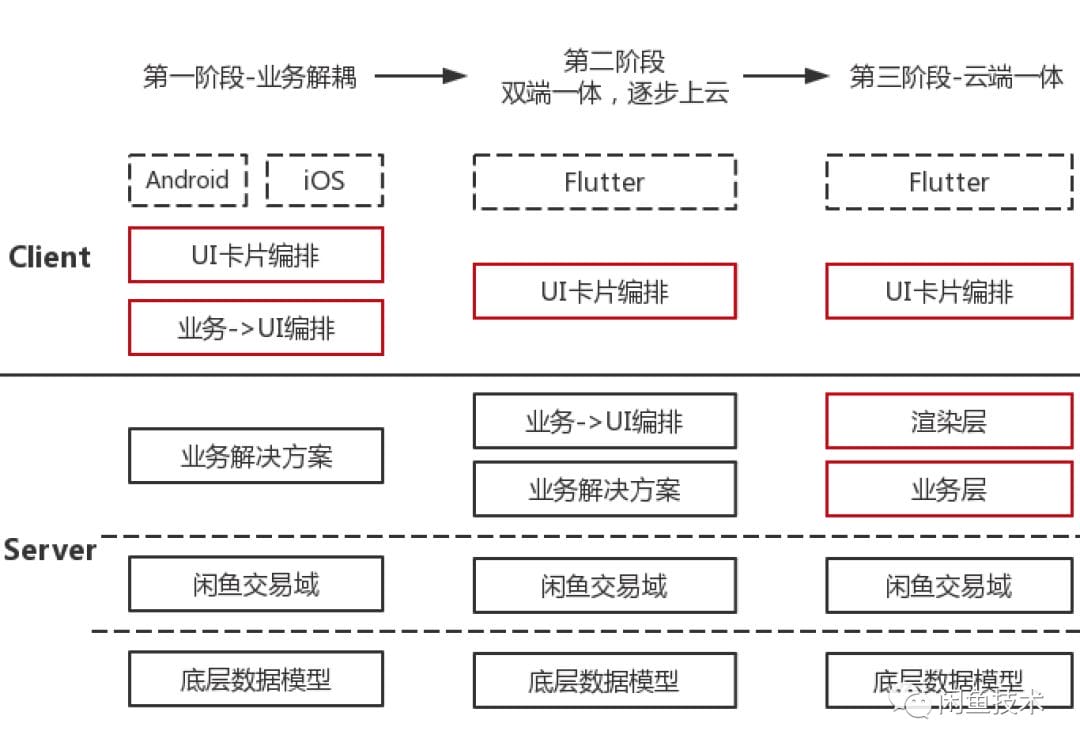 第一阶段-业务解耦
第二阶段
双端一体，逐步上云
第三阶段-云端一体
Android
iOS
Flutter
Flutter
Client
UI卡片编排
UI卡片编排
UI卡片编排
业务->UI编排
业务->UI编排
渲染层
业务解决方案
业务解决方案
业务层
Server
闲鱼交易域
闲鱼交易域
闲鱼交易域
底层数据模型
底层数据模型
底层数据模型
闲鱼技术